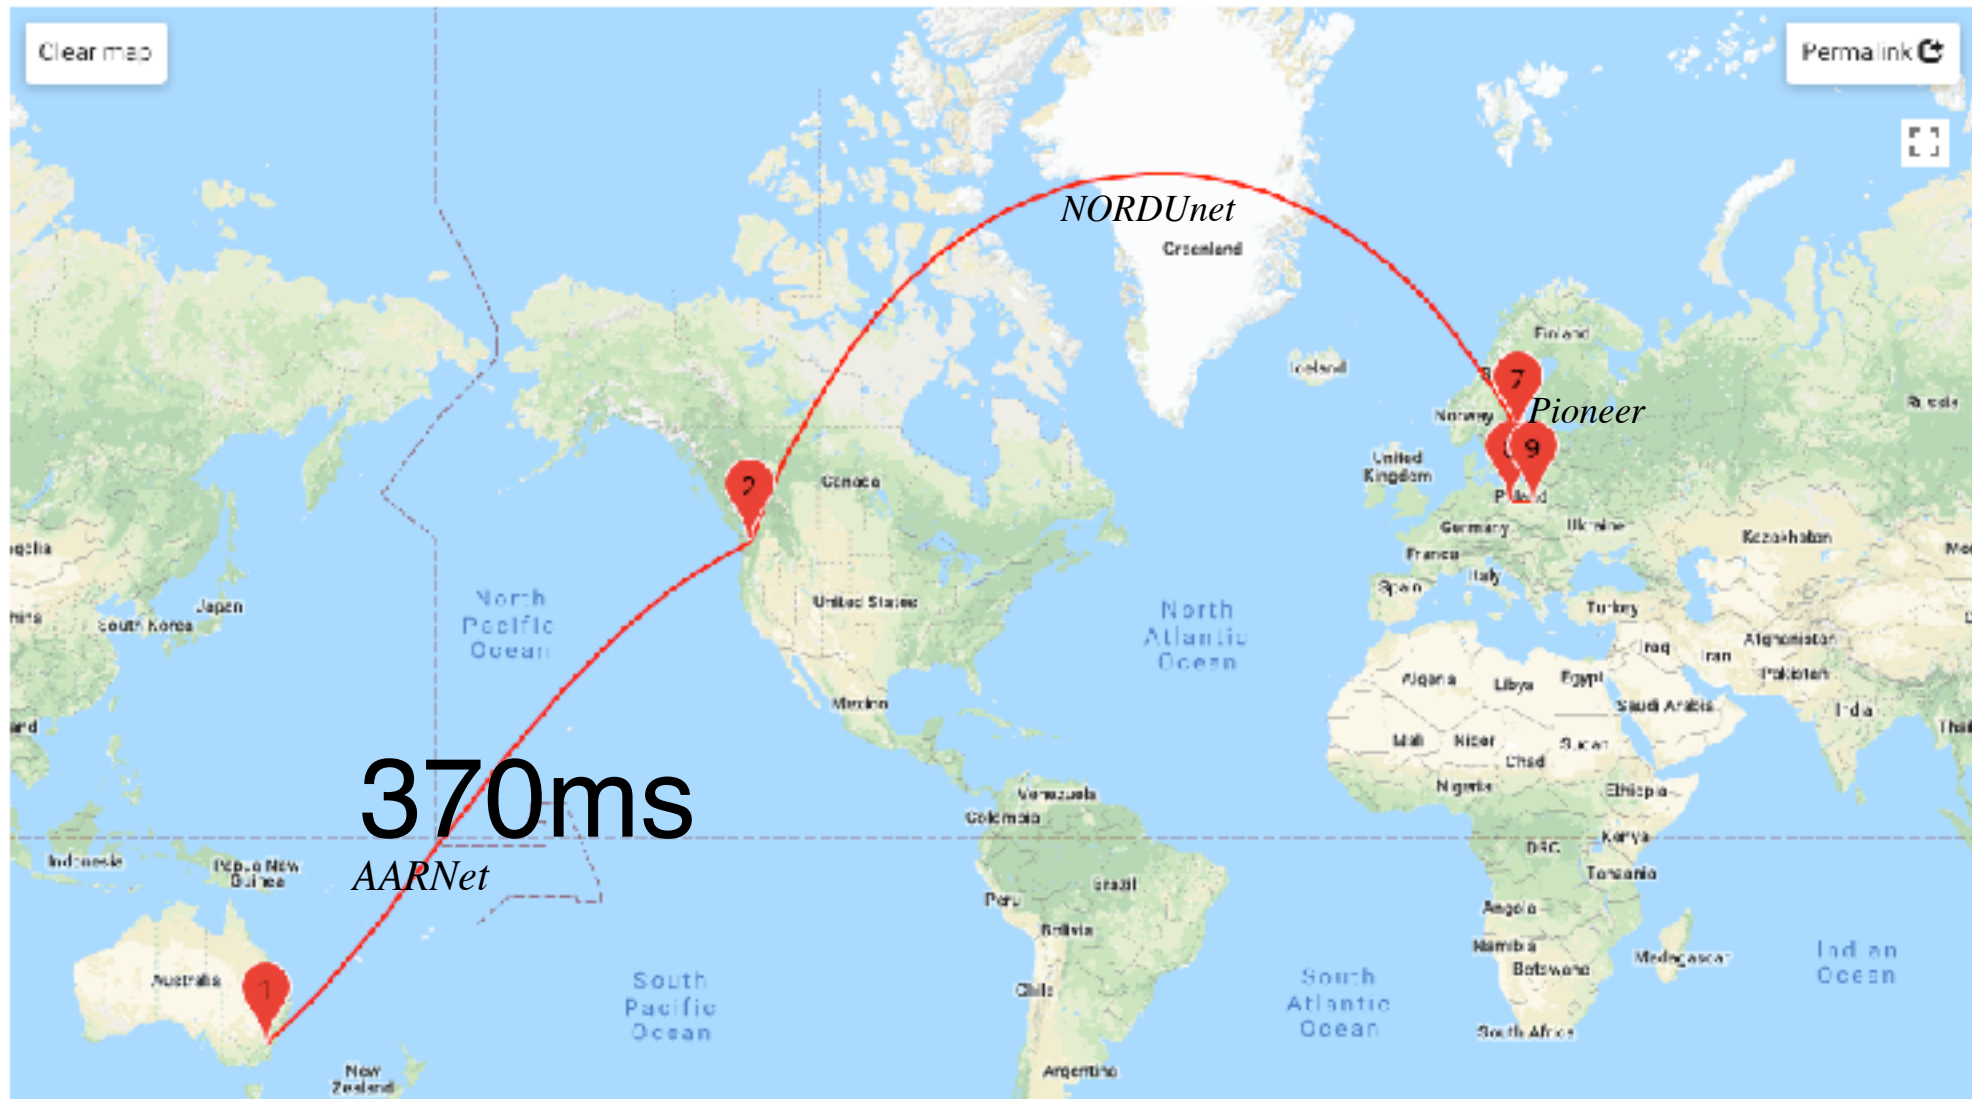 Clear map
Permalink
NORDUnet
Greenland
Finland
Iceland
7
Norway
Pioneer
9
United
Kingdom
2
Canada
Poland
Germany
Ukraine
France
Kazakhstan
Italy
Spain
Japan
South Korea
North
Pacific
Ocean
United States
North
Atlantic
Ocean
Turkey
Iraq
Iran
Afghanistan
Pakistan
Algeria
Libya
Egypt
Saudi Arabia
India
Mexico
Mali
Niger
Sudan
Chad
Nigeria
Ethiopia
370ms
Venezuela
Colombia
Kenya
DRC
Tanzania
Indonesia
Papua New
Guinea
AARNet
Brazil
Peru
Bolivia
Angola
Namibia
Botswana
Madagascar
Indian
Ocean
Australia
1
South
Pacific
Ocean
Chile
South
Atlantic
Ocean
South Africa
New
Zealand
Argentina